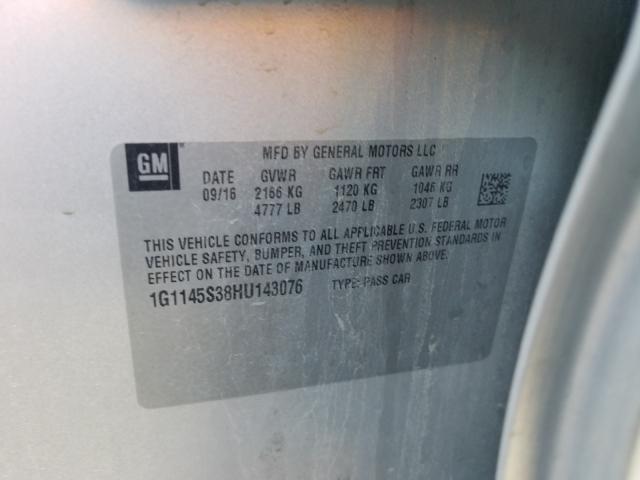 GM
MFD BY GENERAL MOTORS LLC
DATE GVWR GAWR FRT GAWR RR
09/16 2166 KG 1120 KG 1046 KG
4777 LB 2470 LB 2307 LB
THIS VEHICLE CONFORMS TO ALL APPLICABLE U.S. FEDERAL MOTOR
VEHICLE SAFETY, BUMPER, AND THEFT PREVENTION STANDARDS IN
EFFECT ON THE DATE OF MANUFACTURE SHOWN ABOVE.
1G1145S38HU143076 TYPE: PASS CAR